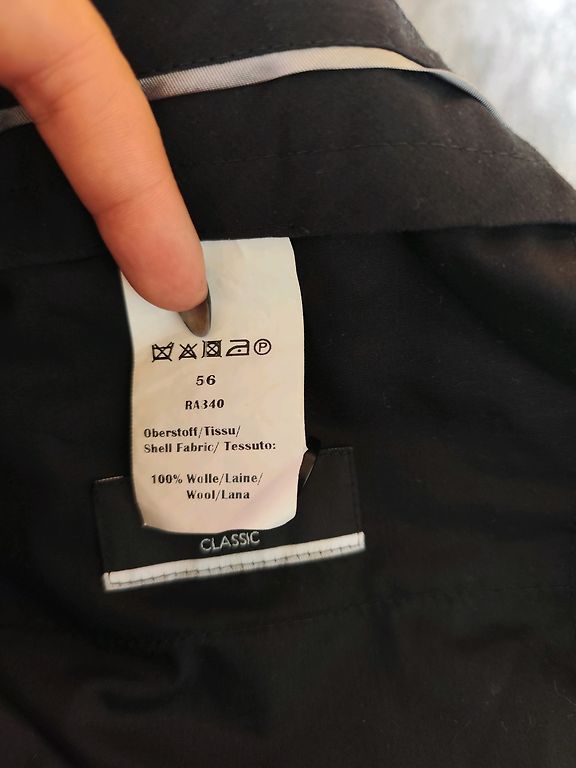 P
56
RA340
Oberstoff/Tissu/
Shell Fabric/ Tessuto:
100% Wolle/Laine/
Wool/Lana
CLASSIC